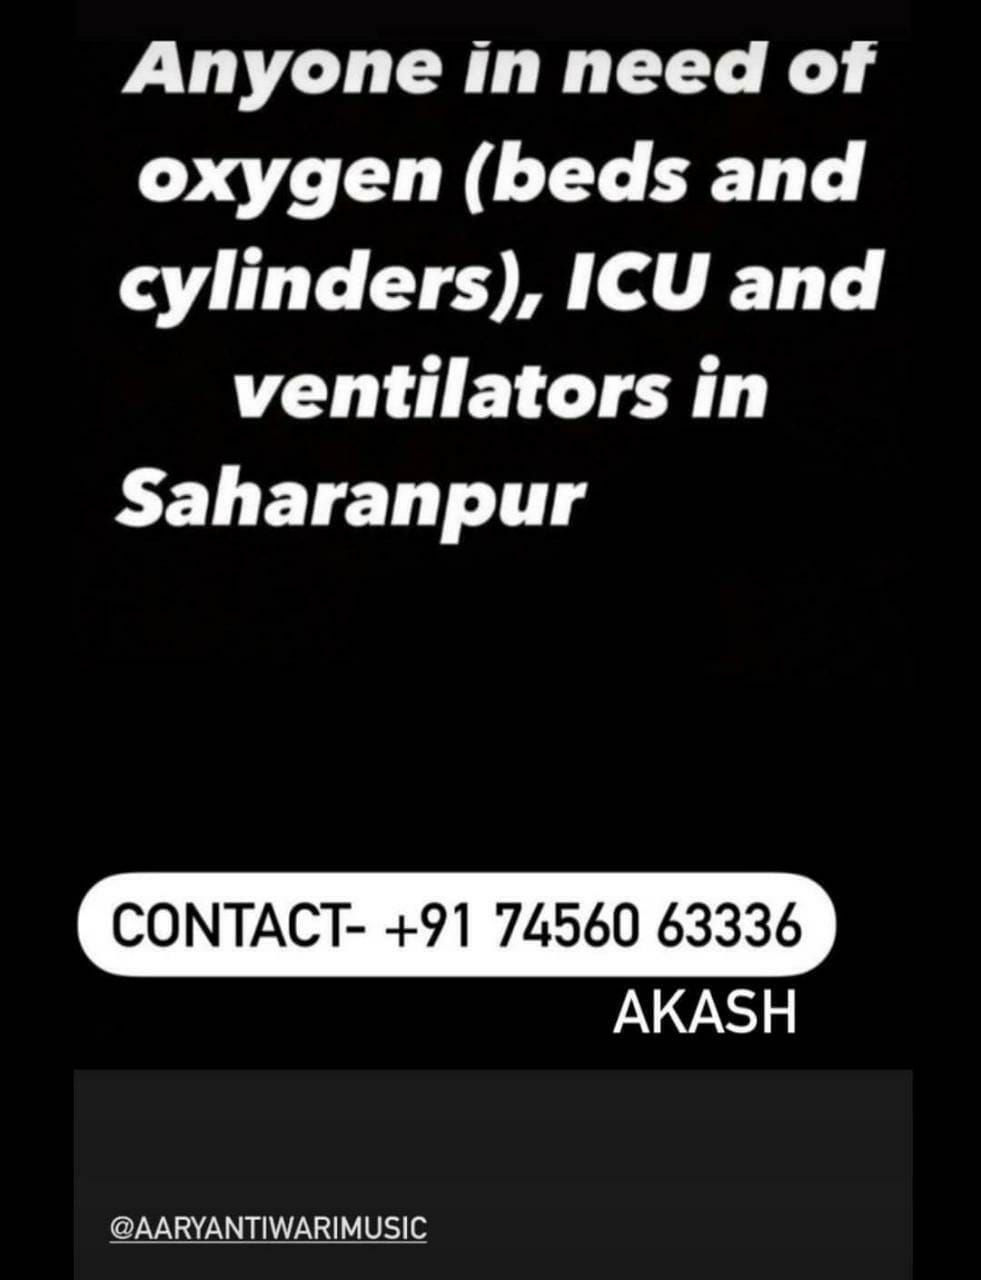 Anyone in need of
oxygen (beds and
cylinders), ICU and
ventilators in
Saharanpur
CONTACT- +91 74560 63336
AKASH
@AARYANTIWARIMUSIC